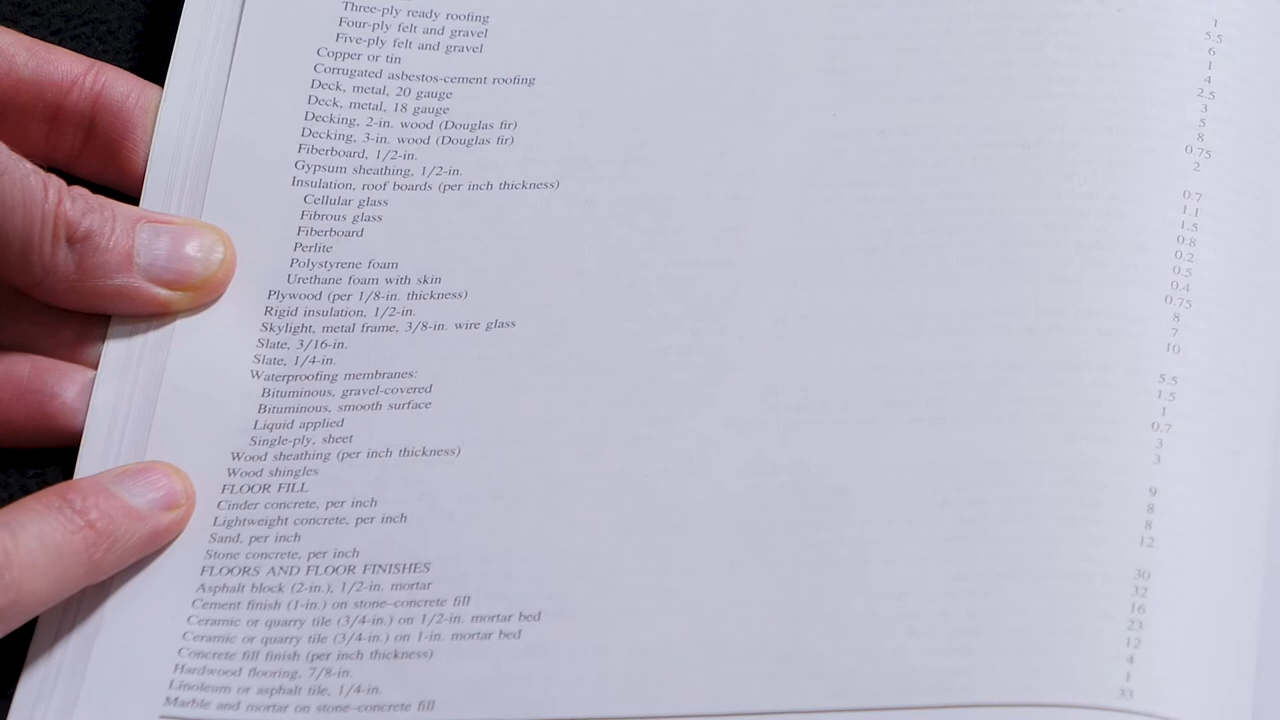 Three-ply ready roofing 1
Four-ply felt and gravel 5.5
Five-ply felt and gravel 6
Copper or tin 1
Corrugated asbestos-cement roofing 4
Deck, metal, 20 gauge 2.5
Deck, metal, 18 gauge 3
Decking, 2-in. wood (Douglas fir) 5
Decking, 3-in. wood (Douglas fir) 8
Fiberboard, 1/2-in. 0.75
Gypsum sheathing, 1/2-in. 2
Insulation, roof boards (per inch thickness)
Cellular glass 0.7
Fibrous glass 1.1
Fiberboard 1.5
Perlite 0.8
Polystyrene foam 0.2
Urethane foam with skin 0.5
Plywood (per 1/8-in. thickness) 0.4
Rigid insulation, 1/2-in. 0.75
Skylight, metal frame, 3/8-in. wire glass 8
Slate, 3/16-in. 7
Slate, 1/4-in. 10
Waterproofing membranes:
Bituminous, gravel-covered 5.5
Bituminous, smooth surface 1.5
Liquid applied 1
Single-ply, sheet 0.7
Wood sheathing (per inch thickness) 3
Wood shingles 3
FLOOR FILL
Cinder concrete, per inch 9
Lightweight concrete, per inch 8
Sand, per inch 8
Stone concrete, per inch 12
FLOORS AND FLOOR FINISHES
Asphalt block (2-in.), 1/2-in. mortar 30
Cement finish (1-in.) on stone–concrete fill 32
Ceramic or quarry tile (3/4-in.) on 1/2-in. mortar bed 16
Ceramic or quarry tile (3/4-in.) on 1-in. mortar bed 23
Concrete fill finish (per inch thickness) 12
Hardwood flooring, 7/8-in. 4
Linoleum or asphalt tile, 1/4-in. 1
Marble and mortar on stone–concrete fill 33